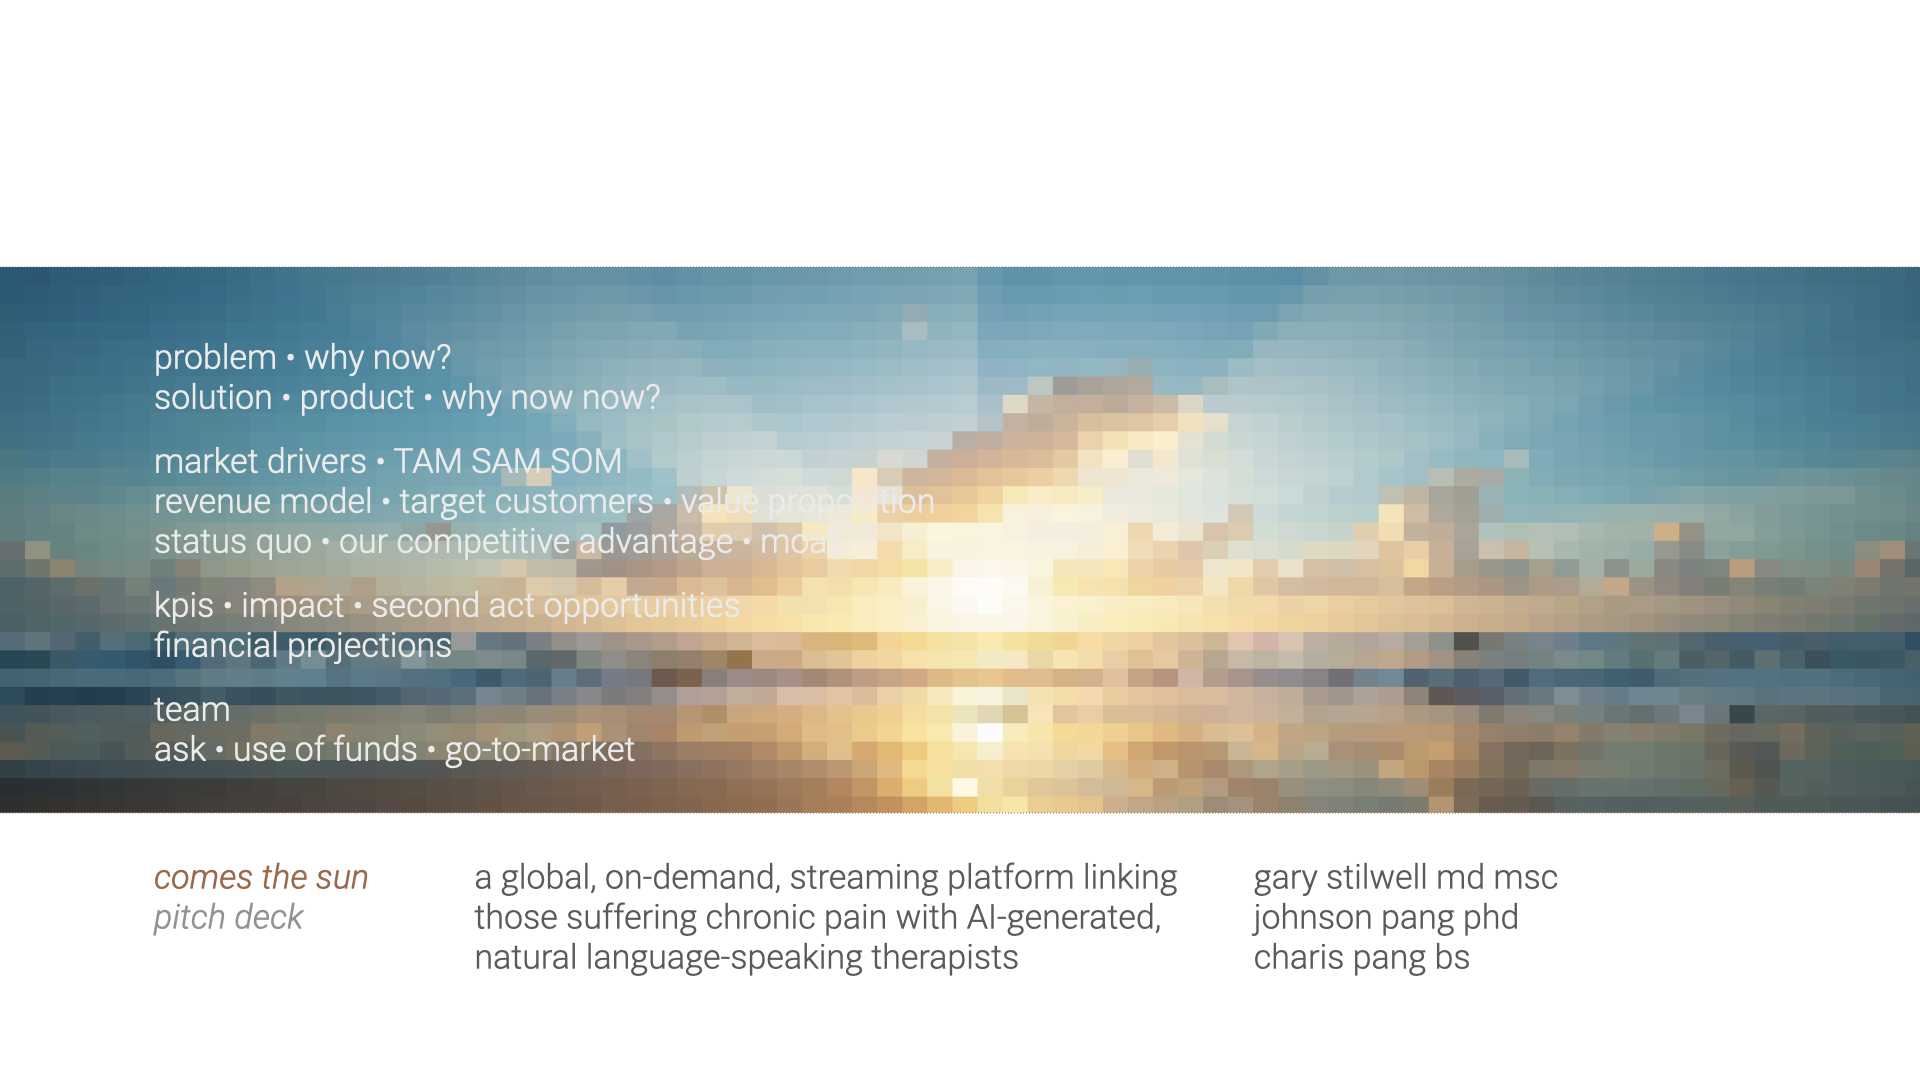 problem • why now?
solution • product • why now now?
market drivers • TAM SAM SOM
revenue model • target customers • value proposition
status quo • our competitive advantage • moat
kpis • impact • second act opportunities
financial projections
team
ask • use of funds • go-to-market
comes the sun
pitch deck
a global, on-demand, streaming platform linking
those suffering chronic pain with AI-generated,
natural language-speaking therapists
gary stilwell md msc
johnson pang phd
charis pang bs